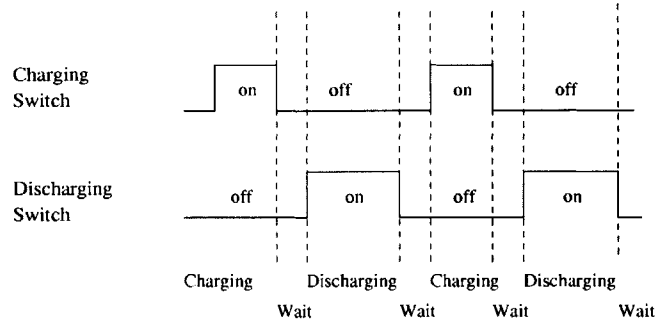 Charging
Switch
on off on off
Discharging
Switch
off on off on
Charging Discharging Charging Discharging
Wait Wait Wait Wait